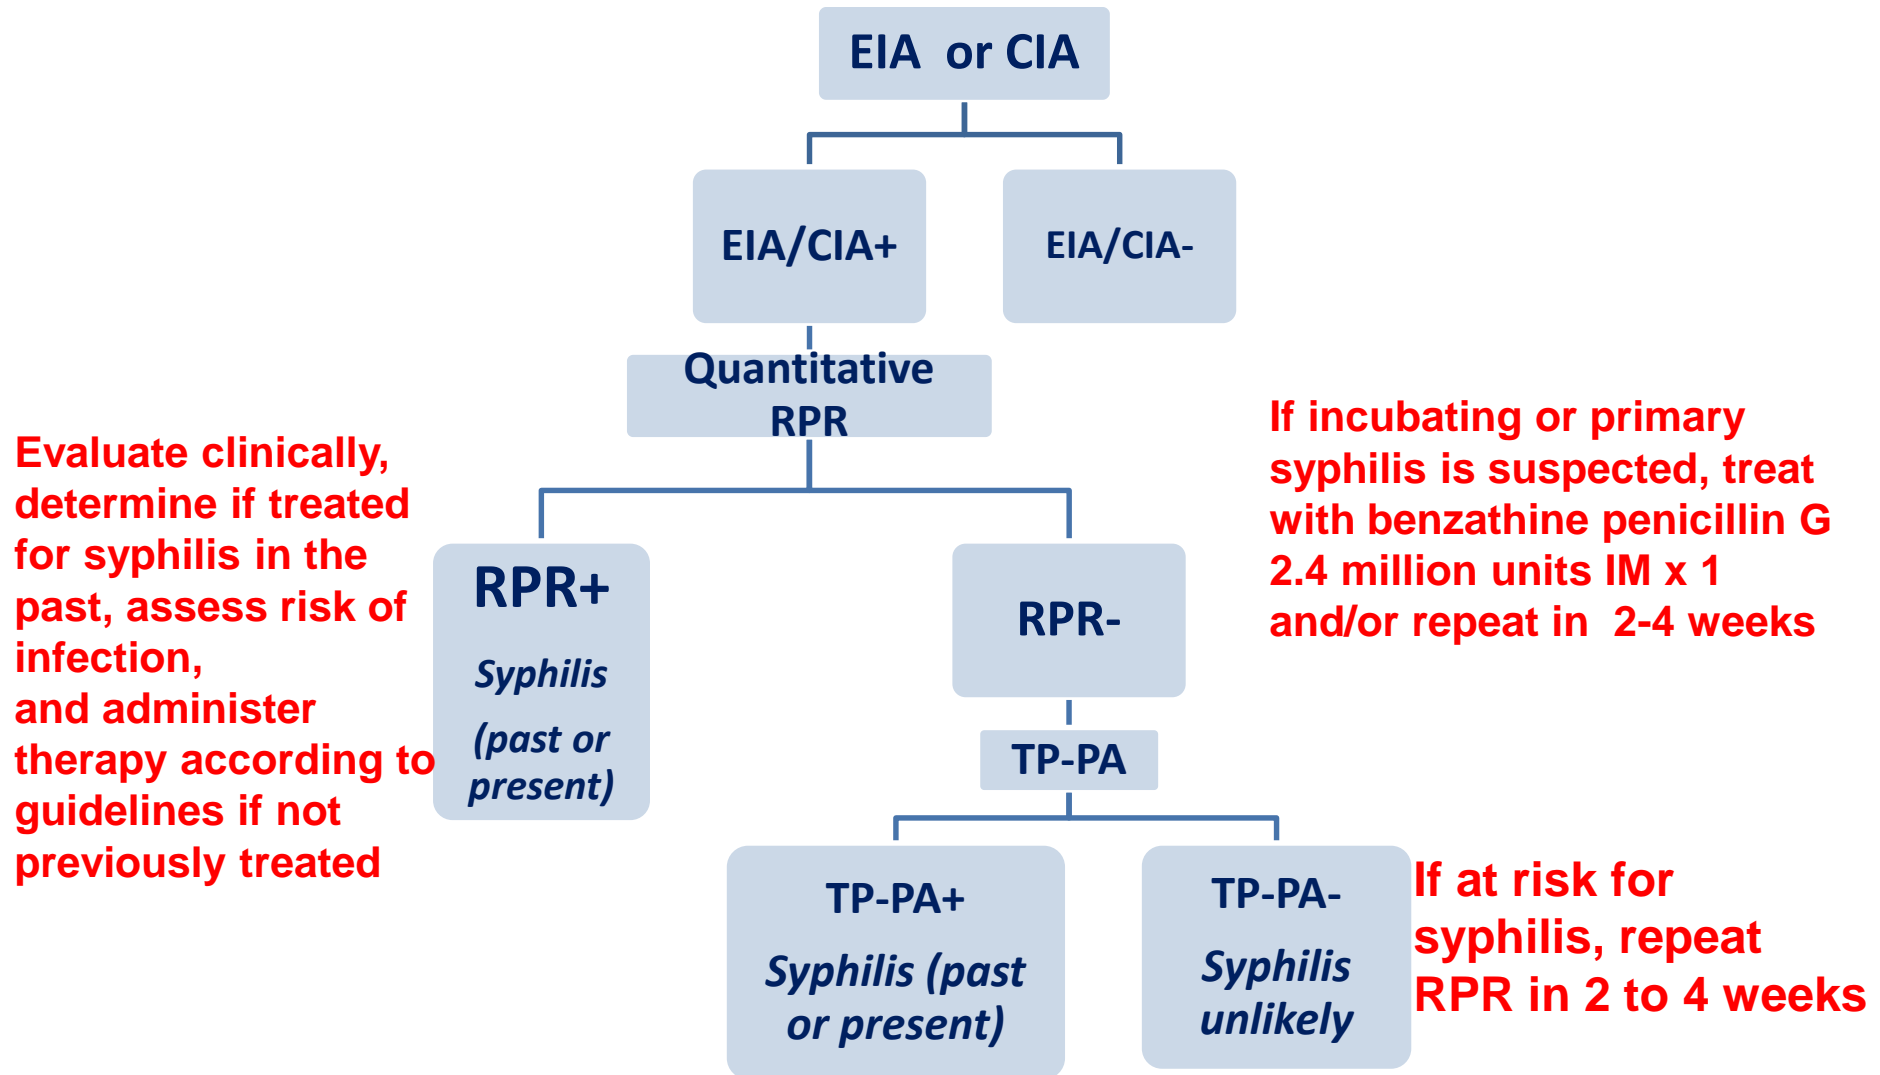 EIA or CIA
EIA/CIA+
EIA/CIA-
Quantitative
RPR
Evaluate clinically,
determine if treated
for syphilis in the
past, assess risk of
infection,
and administer
therapy according to
guidelines if not
previously treated
If incubating or primary
syphilis is suspected, treat
with benzathine penicillin G
2.4 million units IM x 1
and/or repeat in 2-4 weeks
RPR+
Syphilis
(past or
present)
RPR-
TP-PA
TP-PA+
Syphilis (past
or present)
TP-PA-
Syphilis
unlikely
If at risk for
syphilis, repeat
RPR in 2 to 4 weeks